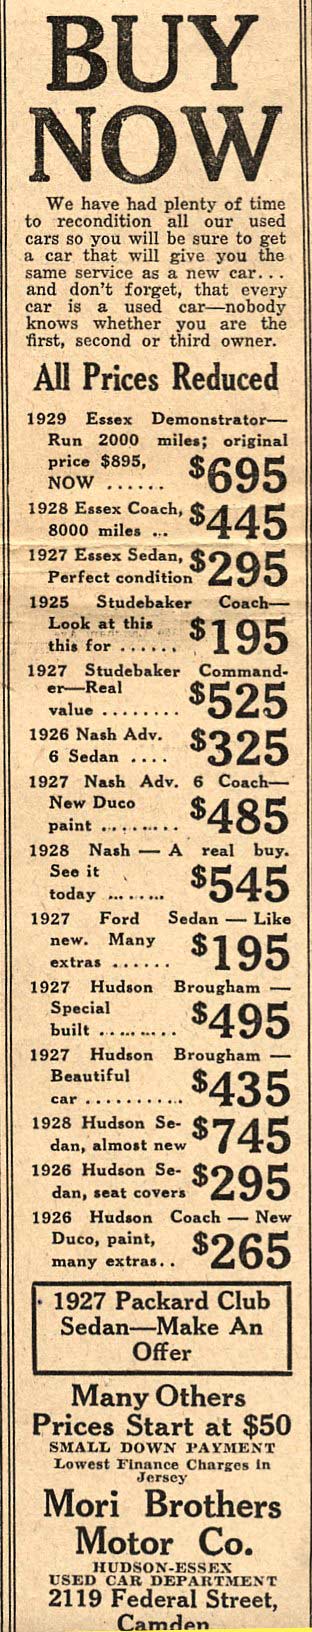 BUY
NOW
We have had plenty of time
to recondition all our used
cars so you will be sure to get
a car that will give you the
same service as a new car...
and don't forget, that every
car is a used car—nobody
knows whether you are the
first, second or third owner.
All Prices Reduced
1929 Essex Demonstrator—
Run 2000 miles; original
price $895,
NOW ...... $695
1928 Essex Coach,
8000 miles ... $445
1927 Essex Sedan,
Perfect condition $295
1925 Studebaker Coach—
Look at this
this for ...... $195
1927 Studebaker Command-
er—Real
value ........ $525
1926 Nash Adv.
6 Sedan .... $325
1927 Nash Adv. 6 Coach—
New Duco
paint ......... $485
1928 Nash — A real buy.
See it
today ........ $545
1927 Ford Sedan — Like
new. Many
extras ...... $195
1927 Hudson Brougham —
Special
built .......... $495
1927 Hudson Brougham —
Beautiful
car ........... $435
1928 Hudson Se-
dan, almost new $745
1926 Hudson Se-
dan, seat covers $295
1926 Hudson Coach — New
Duco, paint,
many extras.. $265
1927 Packard Club
Sedan—Make An
Offer
Many Others
Prices Start at $50
SMALL DOWN PAYMENT
Lowest Finance Charges in
Jersey
Mori Brothers
Motor Co.
HUDSON-ESSEX
USED CAR DEPARTMENT
2119 Federal Street,
Camden